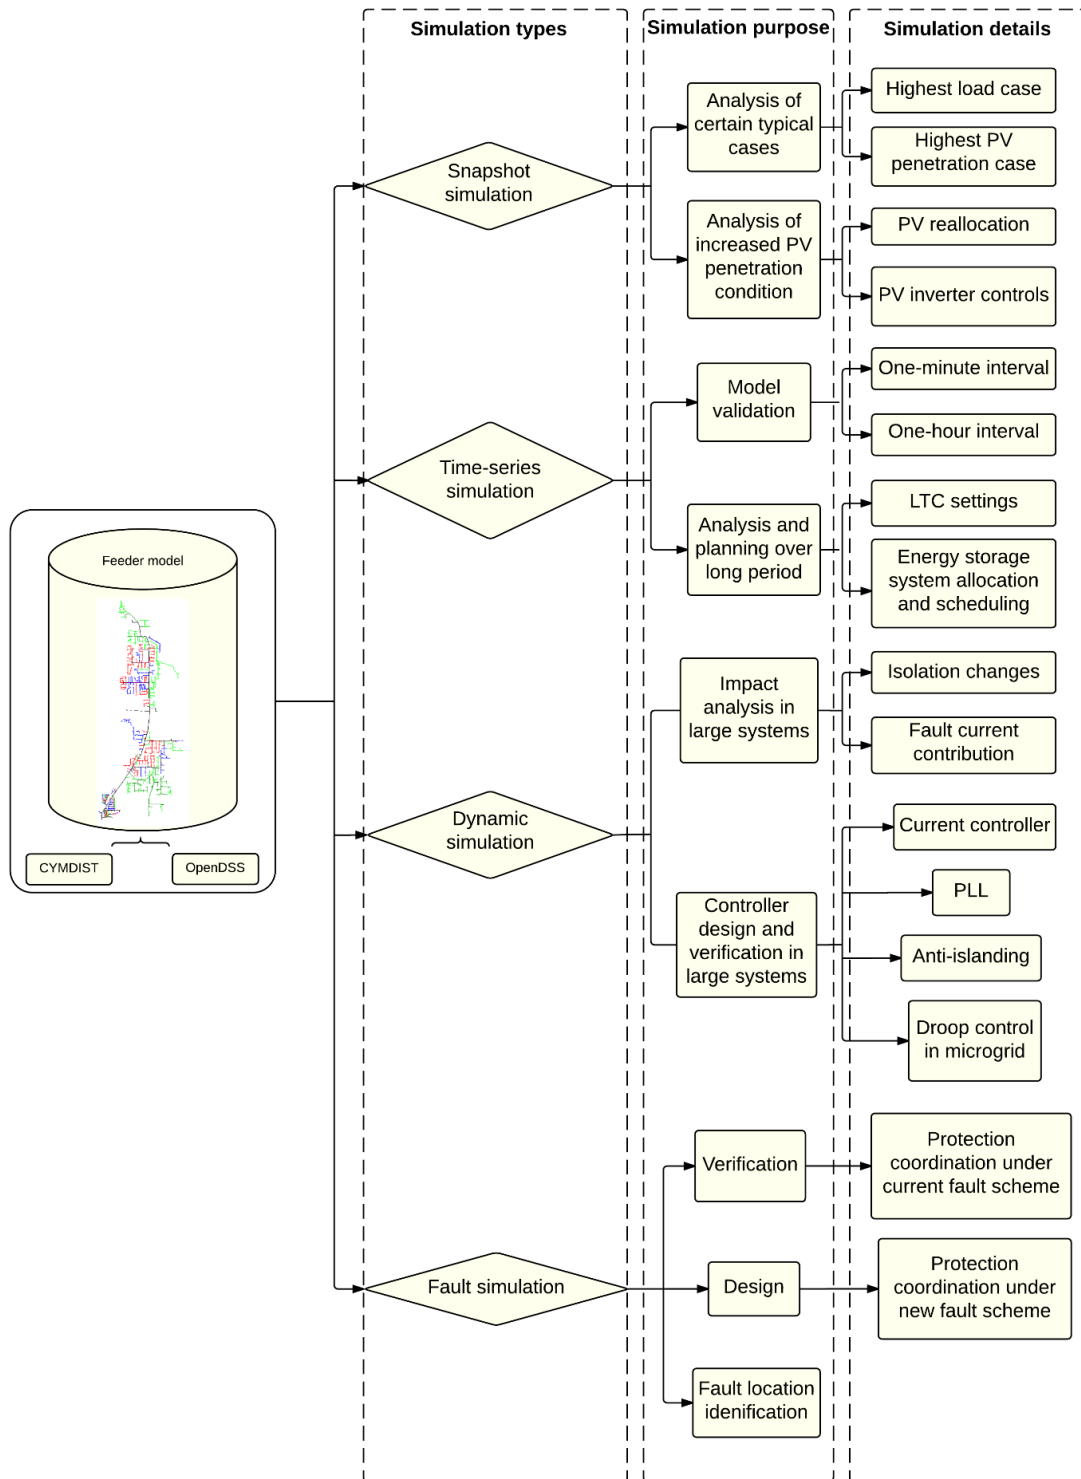 Simulation types
Simulation purpose
Simulation details
Feeder model
CYMDIST
OpenDSS
Snapshot
simulation
Analysis of
certain typical
cases
Highest load case
Highest PV
penetration case
Analysis of
increased PV
penetration
condition
PV reallocation
PV inverter controls
Time-series
simulation
Model
validation
One-minute interval
One-hour interval
Analysis and
planning over
long period
LTC settings
Energy storage
system allocation
and scheduling
Dynamic
simulation
Impact
analysis in
large systems
Isolation changes
Fault current
contribution
Controller
design and
verification in
large systems
Current controller
PLL
Anti-islanding
Droop control
in microgrid
Fault simulation
Verification
Protection
coordination under
current fault scheme
Design
Protection
coordination under
new fault scheme
Fault location
idenification